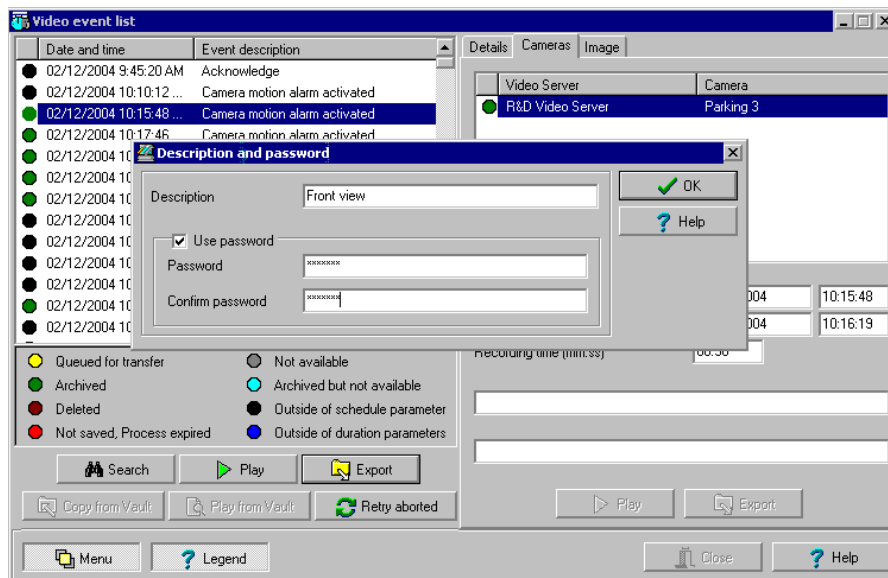 Video event list
Date and time Event description
02/12/2004 9:45:20 AM Acknowledge
02/12/2004 10:10:12 ... Camera motion alarm activated
02/12/2004 10:15:48 ... Camera motion alarm activated
02/12/2004 10:17:46 Camera motion alarm activated
02/12/2004 10
02/12/2004 10
02/12/2004 10
02/12/2004 10
02/12/2004 10
02/12/2004 10
02/12/2004 10
02/12/2004 10
02/12/2004 10
Details Cameras Image
Video Server Camera
R&D Video Server Parking 3
Description and password
Description Front view
Use password
Password *******
Confirm password *******
OK
Help
004 10:15:48
004 10:16:19
Recording time (mm:ss)
Queued for transfer Not available
Archived Archived but not available
Deleted Outside of schedule parameter
Not saved, Process expired Outside of duration parameters
Search Play Export
Copy from Vault Play from Vault Retry aborted
Play Export
Menu Legend Close Help